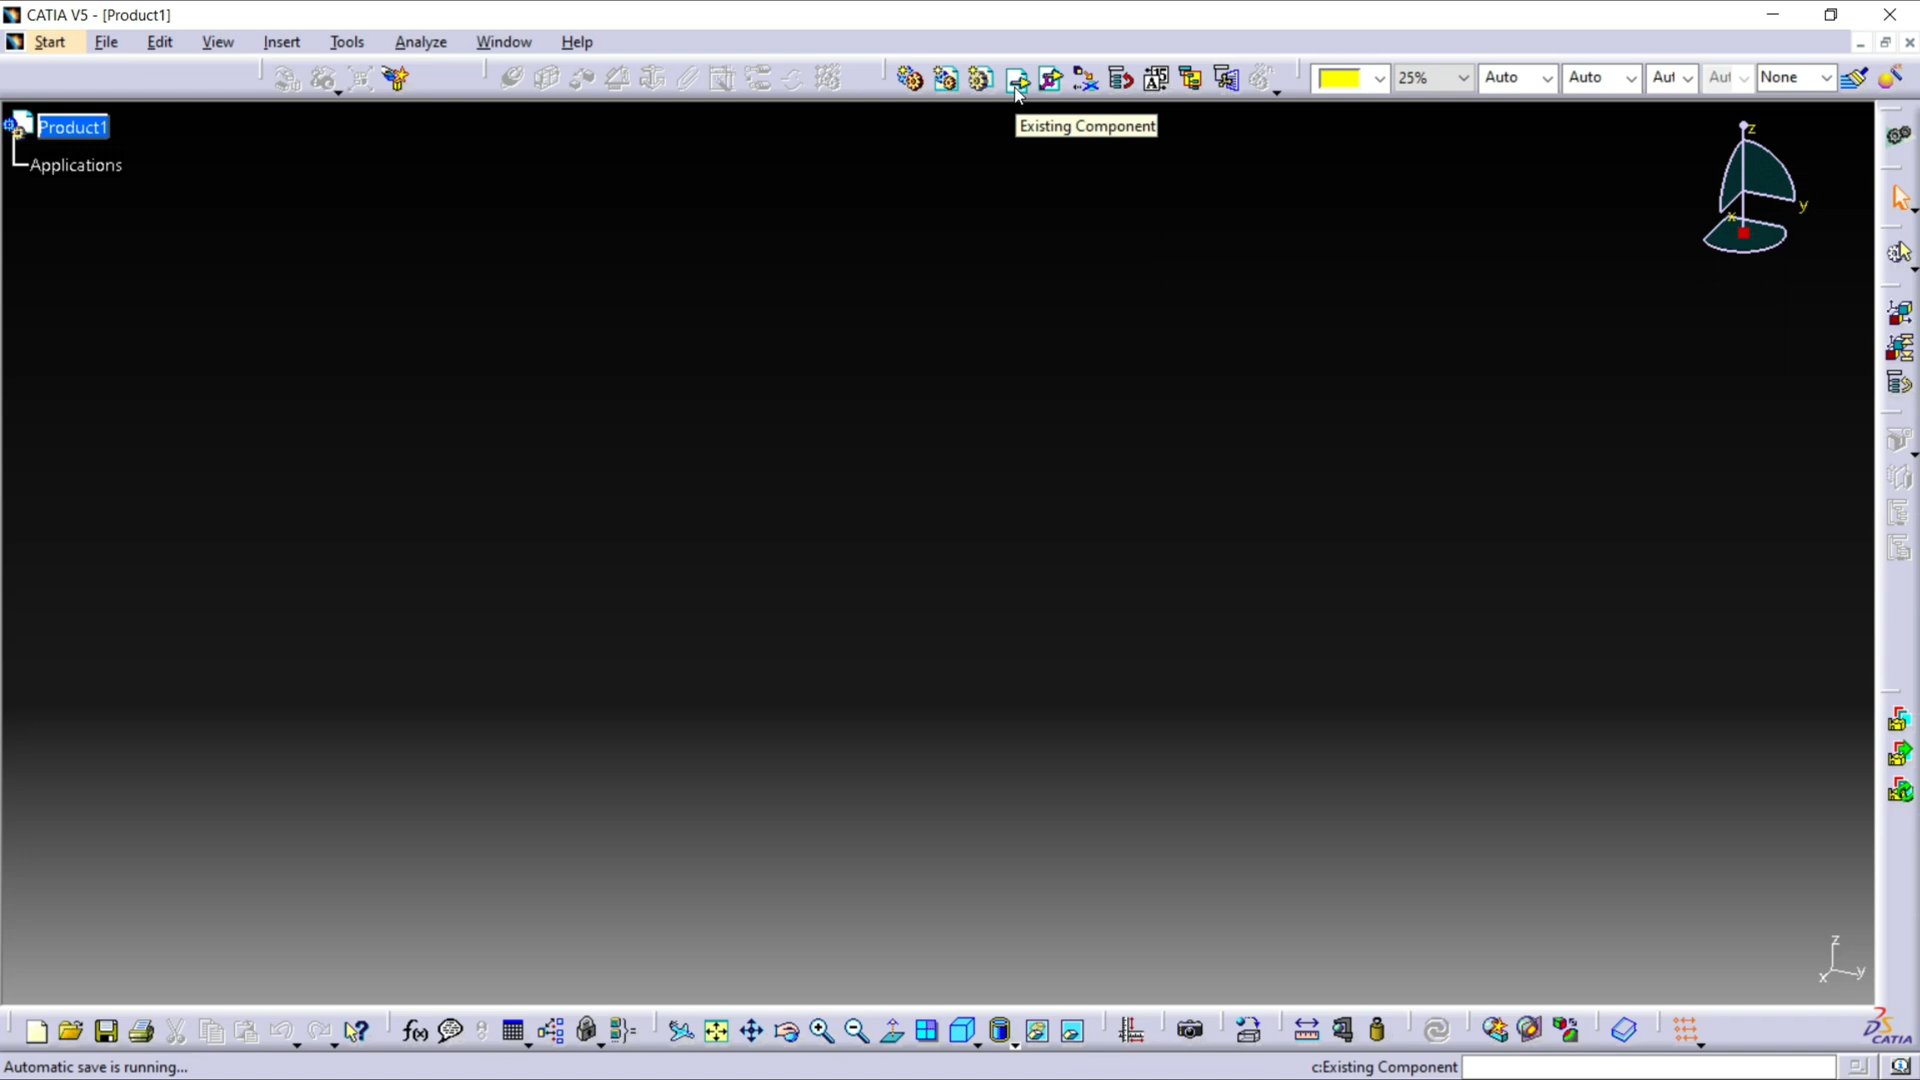 CATIA V5 - [Product1]
Start File Edit View Insert Tools Analyze Window Help
25% Auto Auto Aut Aut None
Existing Component
Product1
Applications
z
y
x
z
x
y
f(x)
CATIA
Automatic save is running...
c:Existing Component